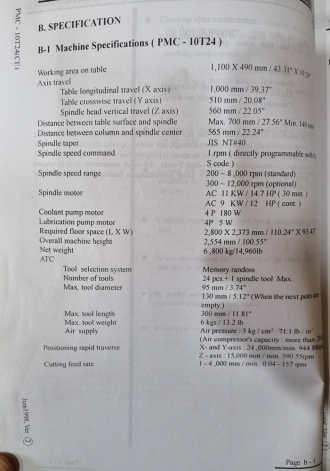 PMC - 10T24(CE)
B. SPECIFICATION
B-1 Machine Specifications ( PMC - 10T24 )
Working area on table 1,100 X 490 mm / 43.31" X
Axis travel
Table longitudinal travel (X axis) 1,000 mm / 39.37"
Table crosswise travel (Y axis) 510 mm / 20.08"
Spindle head vertical travel (Z axis) 560 mm / 22.05"
Distance between table surface and spindle Max. 700 mm / 27.56" Min. 140 mm
Distance between column and spindle center 565 mm / 22.24"
Spindle taper JIS NT#40
Spindle speed command 1 rpm ( directly programmable with
S code )
Spindle speed range 200 ~ 8 ,000 rpm (standard)
300 ~ 12,000 rpm (optional)
Spindle motor AC 11 KW / 14.7 HP ( 30 min. )
AC 9 KW / 12 HP ( cont. )
Coolant pump motor 4 P 180 W
Lubrication pump motor 4P 5 W
Required floor space (L X W) 2,800 X 2,373 mm / 110.24" X 93.43
Overall machine height 2,554 mm / 100.55"
Net weight 6 ,800 kg/14,960lb
ATC
Tool selection system Memory random
Number of tools 24 pcs.+ 1 spindle tool Max.
Max. tool diameter 95 mm / 3.74"
130 mm / 5.12" (When the next pots are
empty.)
Max. tool length 300 mm / 11.81"
Max. tool weight 6 kgs / 13.2 lb
Air supply Air pressure : 5 kg / cm² 71.1 lb / in²
(Air compressor's capacity : more than
Positioning rapid traverse X- and Y-axis : 24 ,000mm/min. 944.88
Z - axis : 15,000 mm / min. 590.55ipm
Cutting feed rate 1 - 4 ,000 mm / min. 0.04 - 157 ipm
Jun/1998, Ver. 2
Page b - 1